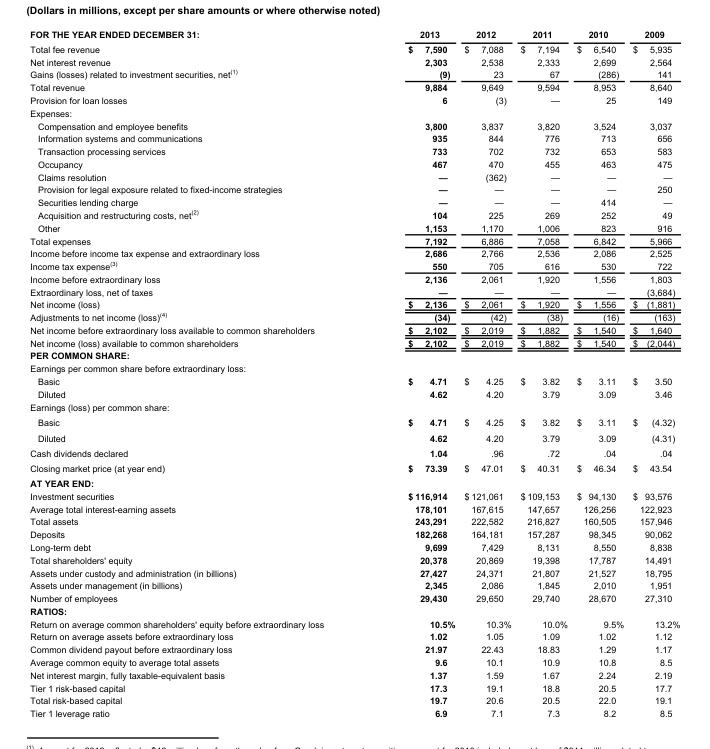 (Dollars in millions, except per share amounts or where otherwise noted)
FOR THE YEAR ENDED DECEMBER 31: 2013 2012 2011 2010 2009
Total fee revenue $ 7,590 $ 7,088 $ 7,194 $ 6,540 $ 5,935
Net interest revenue 2,303 2,538 2,333 2,699 2,564
Gains (losses) related to investment securities, net(1) (9) 23 67 (286) 141
Total revenue 9,884 9,649 9,594 8,953 8,640
Provision for loan losses 6 (3) — 25 149
Expenses:
Compensation and employee benefits 3,800 3,837 3,820 3,524 3,037
Information systems and communications 935 844 776 713 656
Transaction processing services 733 702 732 653 583
Occupancy 467 470 455 463 475
Claims resolution — (362) — — —
Provision for legal exposure related to fixed-income strategies — — — — 250
Securities lending charge — — — 414 —
Acquisition and restructuring costs, net(2) 104 225 269 252 49
Other 1,153 1,170 1,006 823 916
Total expenses 7,192 6,886 7,058 6,842 5,966
Income before income tax expense and extraordinary loss 2,686 2,766 2,536 2,086 2,525
Income tax expense(3) 550 705 616 530 722
Income before extraordinary loss 2,136 2,061 1,920 1,556 1,803
Extraordinary loss, net of taxes — — — — (3,684)
Net income (loss) $ 2,136 $ 2,061 $ 1,920 $ 1,556 $ (1,881)
Adjustments to net income (loss)(4) (34) (42) (38) (16) (163)
Net income before extraordinary loss available to common shareholders $ 2,102 $ 2,019 $ 1,882 $ 1,540 $ 1,640
Net income (loss) available to common shareholders $ 2,102 $ 2,019 $ 1,882 $ 1,540 $ (2,044)
PER COMMON SHARE:
Earnings per common share before extraordinary loss:
Basic $ 4.71 $ 4.25 $ 3.82 $ 3.11 $ 3.50
Diluted 4.62 4.20 3.79 3.09 3.46
Earnings (loss) per common share:
Basic $ 4.71 $ 4.25 $ 3.82 $ 3.11 $ (4.32)
Diluted 4.62 4.20 3.79 3.09 (4.31)
Cash dividends declared 1.04 .96 .72 .04 .04
Closing market price (at year end) $ 73.39 $ 47.01 $ 40.31 $ 46.34 $ 43.54
AT YEAR END:
Investment securities $ 116,914 $ 121,061 $ 109,153 $ 94,130 $ 93,576
Average total interest-earning assets 178,101 167,615 147,657 126,256 122,923
Total assets 243,291 222,582 216,827 160,505 157,946
Deposits 182,268 164,181 157,287 98,345 90,062
Long-term debt 9,699 7,429 8,131 8,550 8,838
Total shareholders' equity 20,378 20,869 19,398 17,787 14,491
Assets under custody and administration (in billions) 27,427 24,371 21,807 21,527 18,795
Assets under management (in billions) 2,345 2,086 1,845 2,010 1,951
Number of employees 29,430 29,650 29,740 28,670 27,310
RATIOS:
Return on average common shareholders' equity before extraordinary loss 10.5% 10.3% 10.0% 9.5% 13.2%
Return on average assets before extraordinary loss 1.02 1.05 1.09 1.02 1.12
Common dividend payout before extraordinary loss 21.97 22.43 18.83 1.29 1.17
Average common equity to average total assets 9.6 10.1 10.9 10.8 8.5
Net interest margin, fully taxable-equivalent basis 1.37 1.59 1.67 2.24 2.19
Tier 1 risk-based capital 17.3 19.1 18.8 20.5 17.7
Total risk-based capital 19.7 20.6 20.5 22.0 19.1
Tier 1 leverage ratio 6.9 7.1 7.3 8.2 8.5